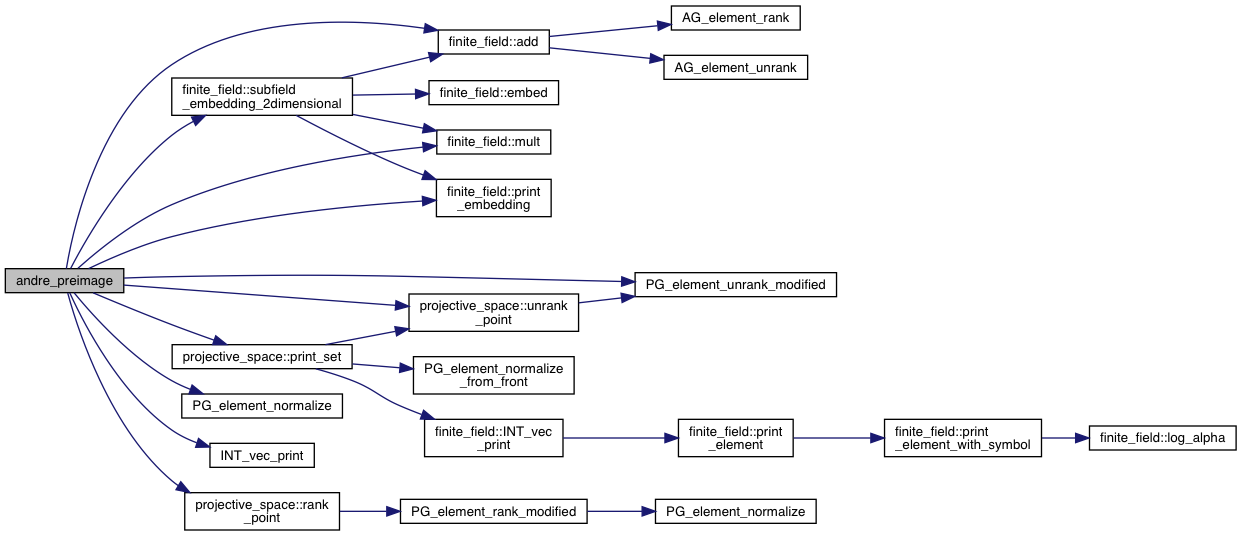 AG_element_rank
finite_field::add
AG_element_unrank
finite_field::subfield
_embedding_2dimensional
finite_field::embed
finite_field::mult
finite_field::print
_embedding
andre_preimage
PG_element_unrank_modified
projective_space::unrank
_point
projective_space::print_set
PG_element_normalize
_from_front
PG_element_normalize
finite_field::INT_vec
_print
finite_field::print
_element
finite_field::print
_element_with_symbol
finite_field::log_alpha
INT_vec_print
projective_space::rank
_point
PG_element_rank_modified
PG_element_normalize